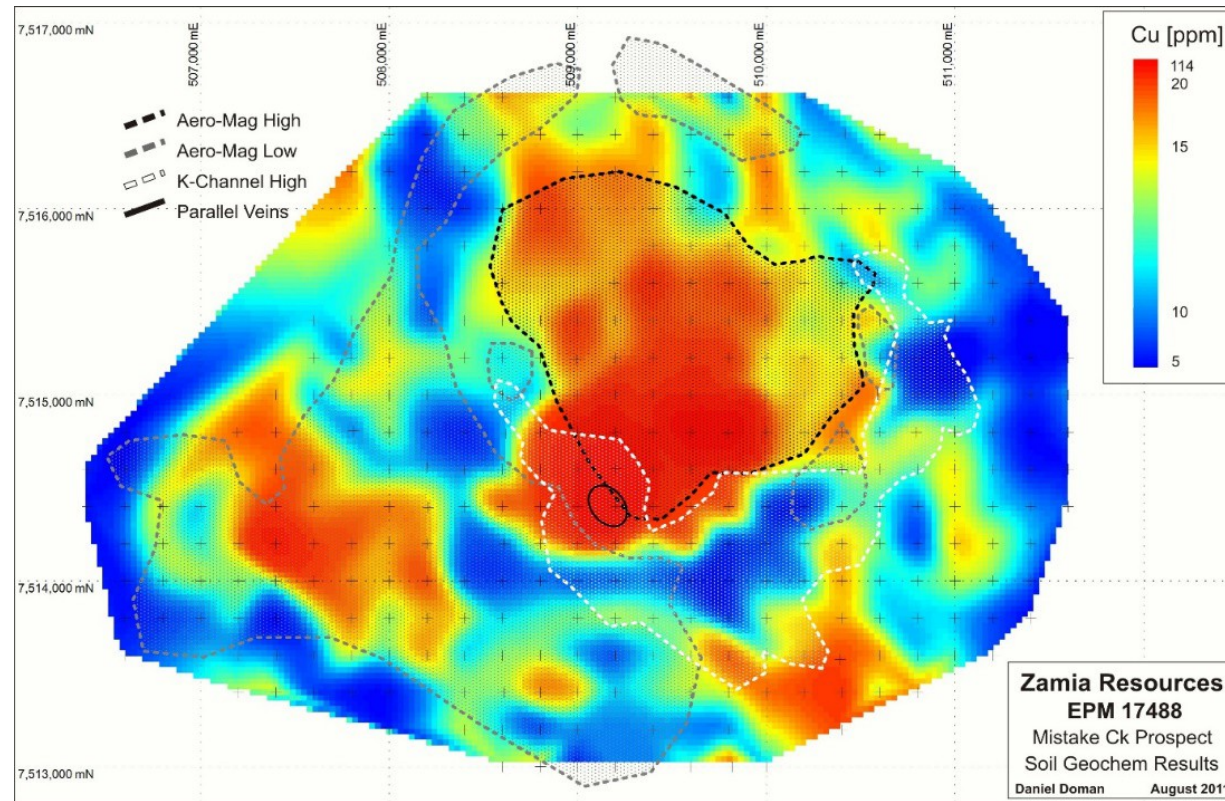 7,517,000 mN
507,000 mE
508,000 mE
509,000 mE
510,000 mE
511,000 mE
Cu [ppm]
114
20
15
10
5
Aero-Mag High
Aero-Mag Low
K-Channel High
Parallel Veins
7,516,000 mN
7,515,000 mN
7,514,000 mN
7,513,000 mN
Zamia Resources
EPM 17488
Mistake Ck Prospect
Soil Geochem Results
Daniel Doman August